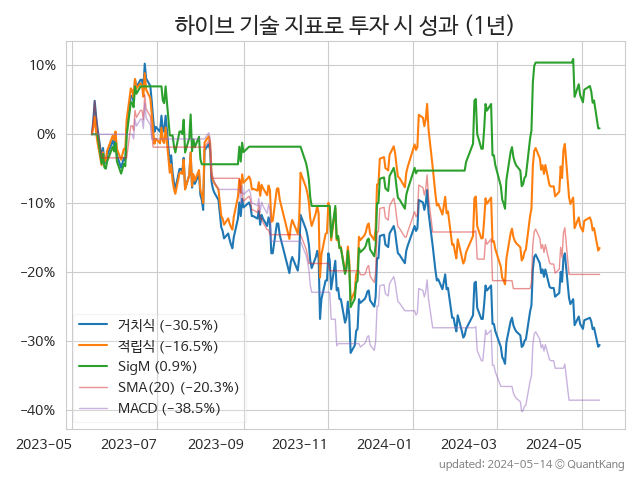 하이브 기술 지표로 투자 시 성과 (1년)
10%
0%
−10%
−20%
−30%
−40%
거치식 (−30.5%)
적립식 (−16.5%)
SigM (0.9%)
SMA(20) (−20.3%)
MACD (−38.5%)
2023-05 2023-07 2023-09 2023-11 2024-01 2024-03 2024-05
updated: 2024-05-14 © QuantKang